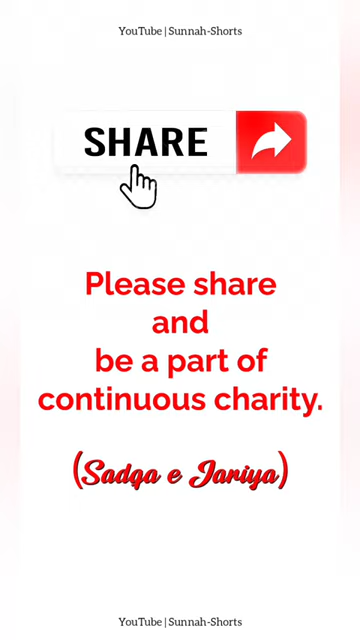 YouTube | Sunnah-Shorts
SHARE
Please share
and
be a part of
continuous charity.
(Sadqa e Jariya)
YouTube | Sunnah-Shorts